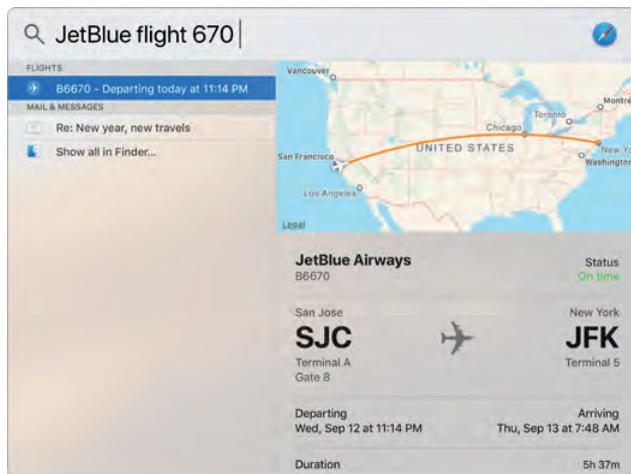 JetBlue flight 670
FLIGHTS
B6670 - Departing today at 11:14 PM
MAIL & MESSAGES
Re: New year, new travels
Show all in Finder...
Vancouver
Montré
Toronto
Chicago
UNITED STATES
New Yo
San Francisco
Washington
Los Angeles
Legal
JetBlue Airways Status
B6670 On time
San Jose New York
SJC JFK
Terminal A Terminal 5
Gate 8
Departing Arriving
Wed, Sep 12 at 11:14 PM Thu, Sep 13 at 7:48 AM
Duration 5h 37m